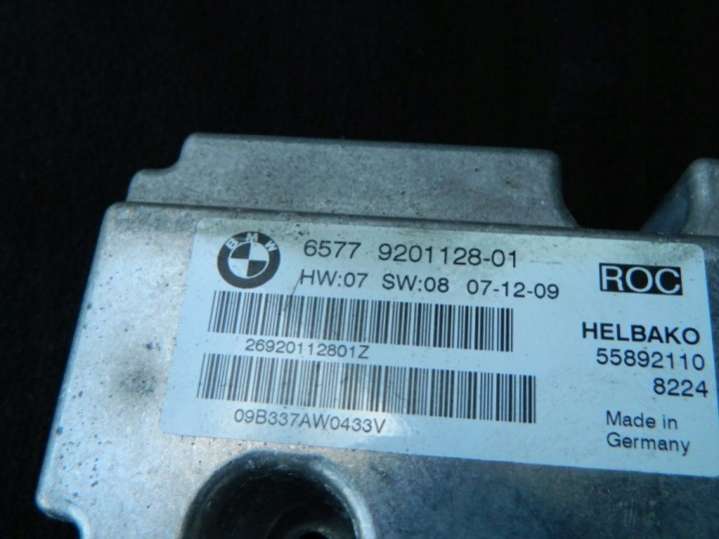 BMW
6577 9201128-01
HW:07 SW:08 07-12-09
ROC
26920112801Z
HELBAKO
55892110
8224
09B337AW0433V
Made in
Germany